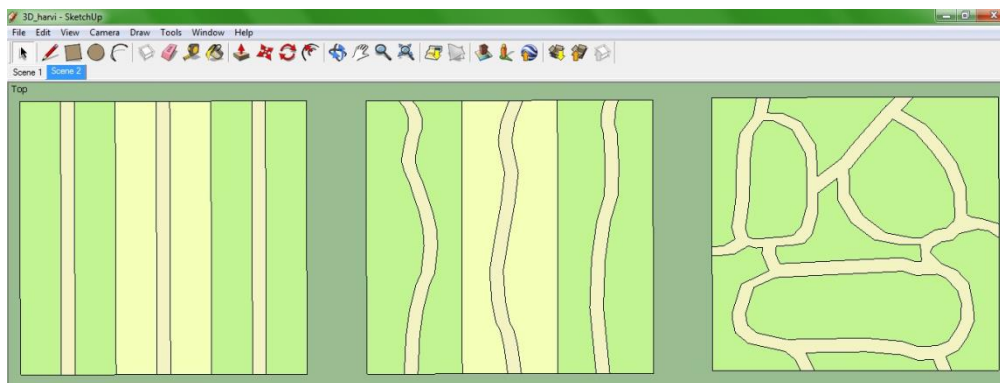 3D_harvi - SketchUp
File Edit View Camera Draw Tools Window Help
Scene 1 Scene 2
Top